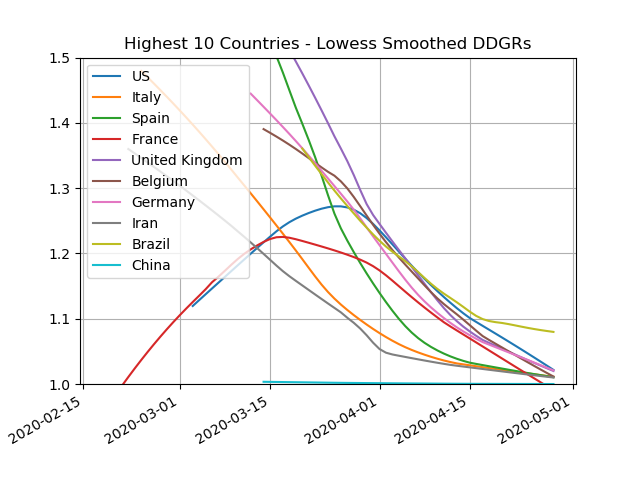 Highest 10 Countries - Lowess Smoothed DDGRs
1.5
1.4
1.3
1.2
1.1
1.0
US
Italy
Spain
France
United Kingdom
Belgium
Germany
Iran
Brazil
China
2020-02-15
2020-03-01
2020-03-15
2020-04-01
2020-04-15
2020-05-01